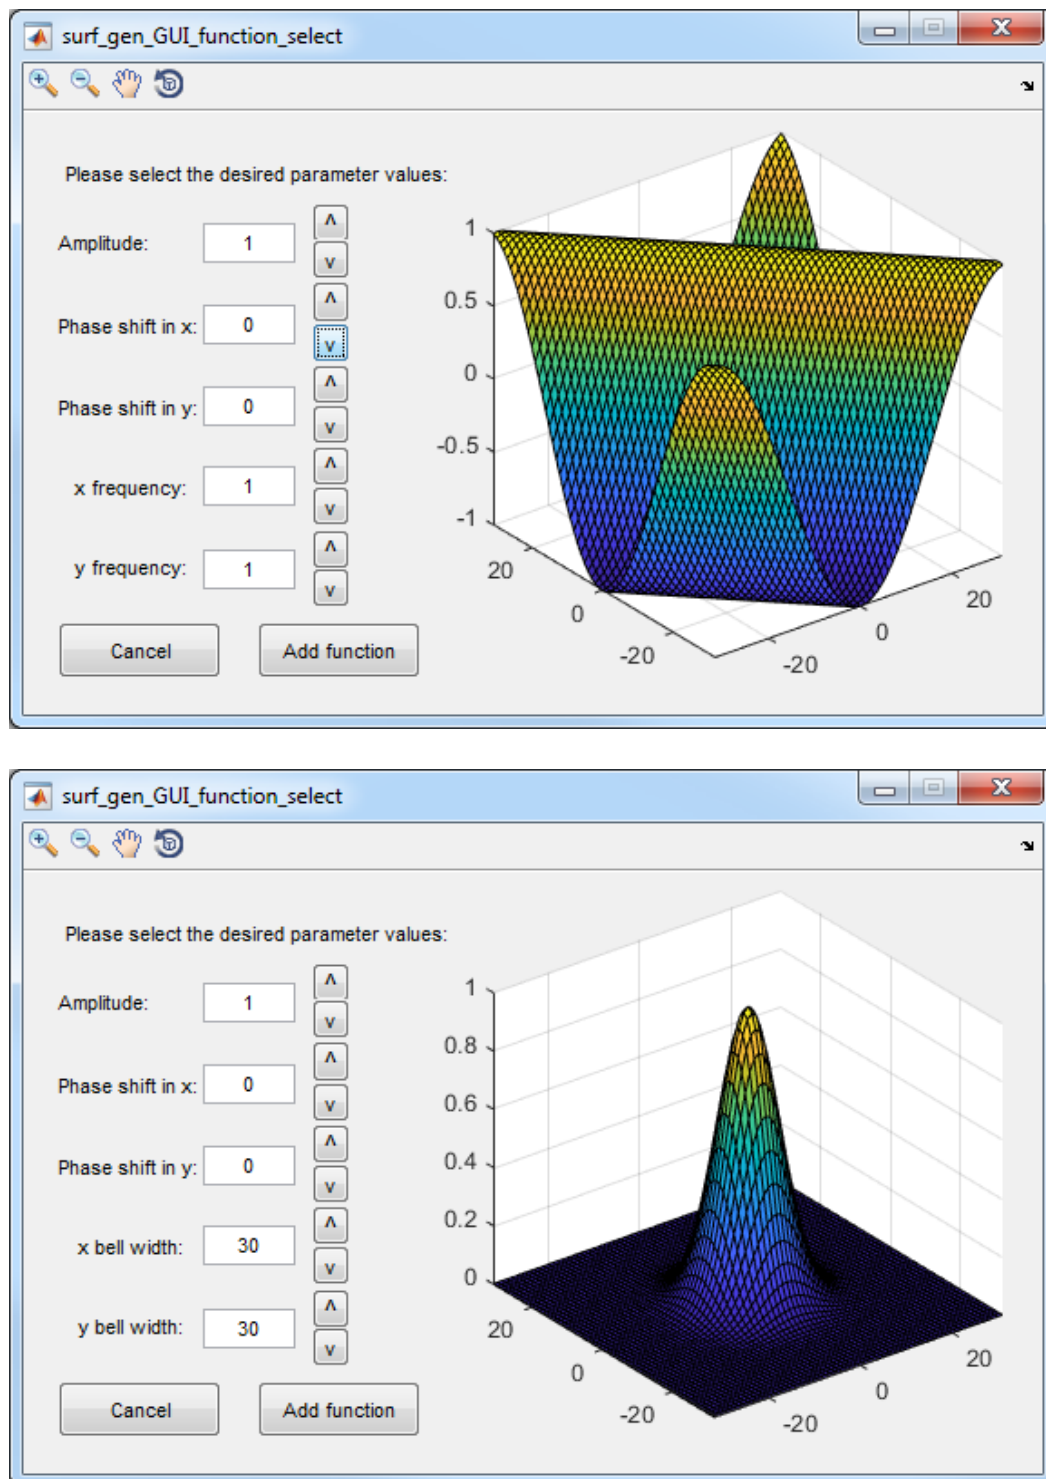 surf_gen_GUI_function_select
Please select the desired parameter values:
Amplitude: 1
Phase shift in x: 0
Phase shift in y: 0
x frequency: 1
y frequency: 1
Cancel Add function
1
0.5
0
-0.5
-1
20
0
-20
-20
0
20
surf_gen_GUI_function_select
Please select the desired parameter values:
Amplitude: 1
Phase shift in x: 0
Phase shift in y: 0
x bell width: 30
y bell width: 30
Cancel Add function
1
0.8
0.6
0.4
0.2
0
20
0
-20
-20
0
20